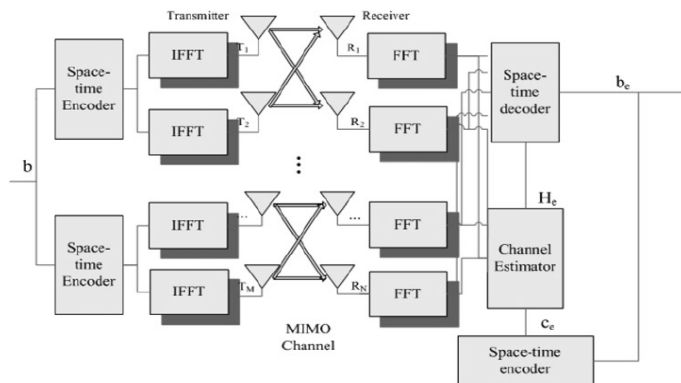 Transmitter
Receiver
Space-
time
Encoder
IFFT
T1
R1
FFT
Space-
time
decoder
be
IFFT
T2
R2
FFT
b
...
He
Space-
time
Encoder
IFFT
..
...
FFT
Channel
Estimator
IFFT
TM
RN
FFT
MIMO
Channel
ce
Space-time
encoder